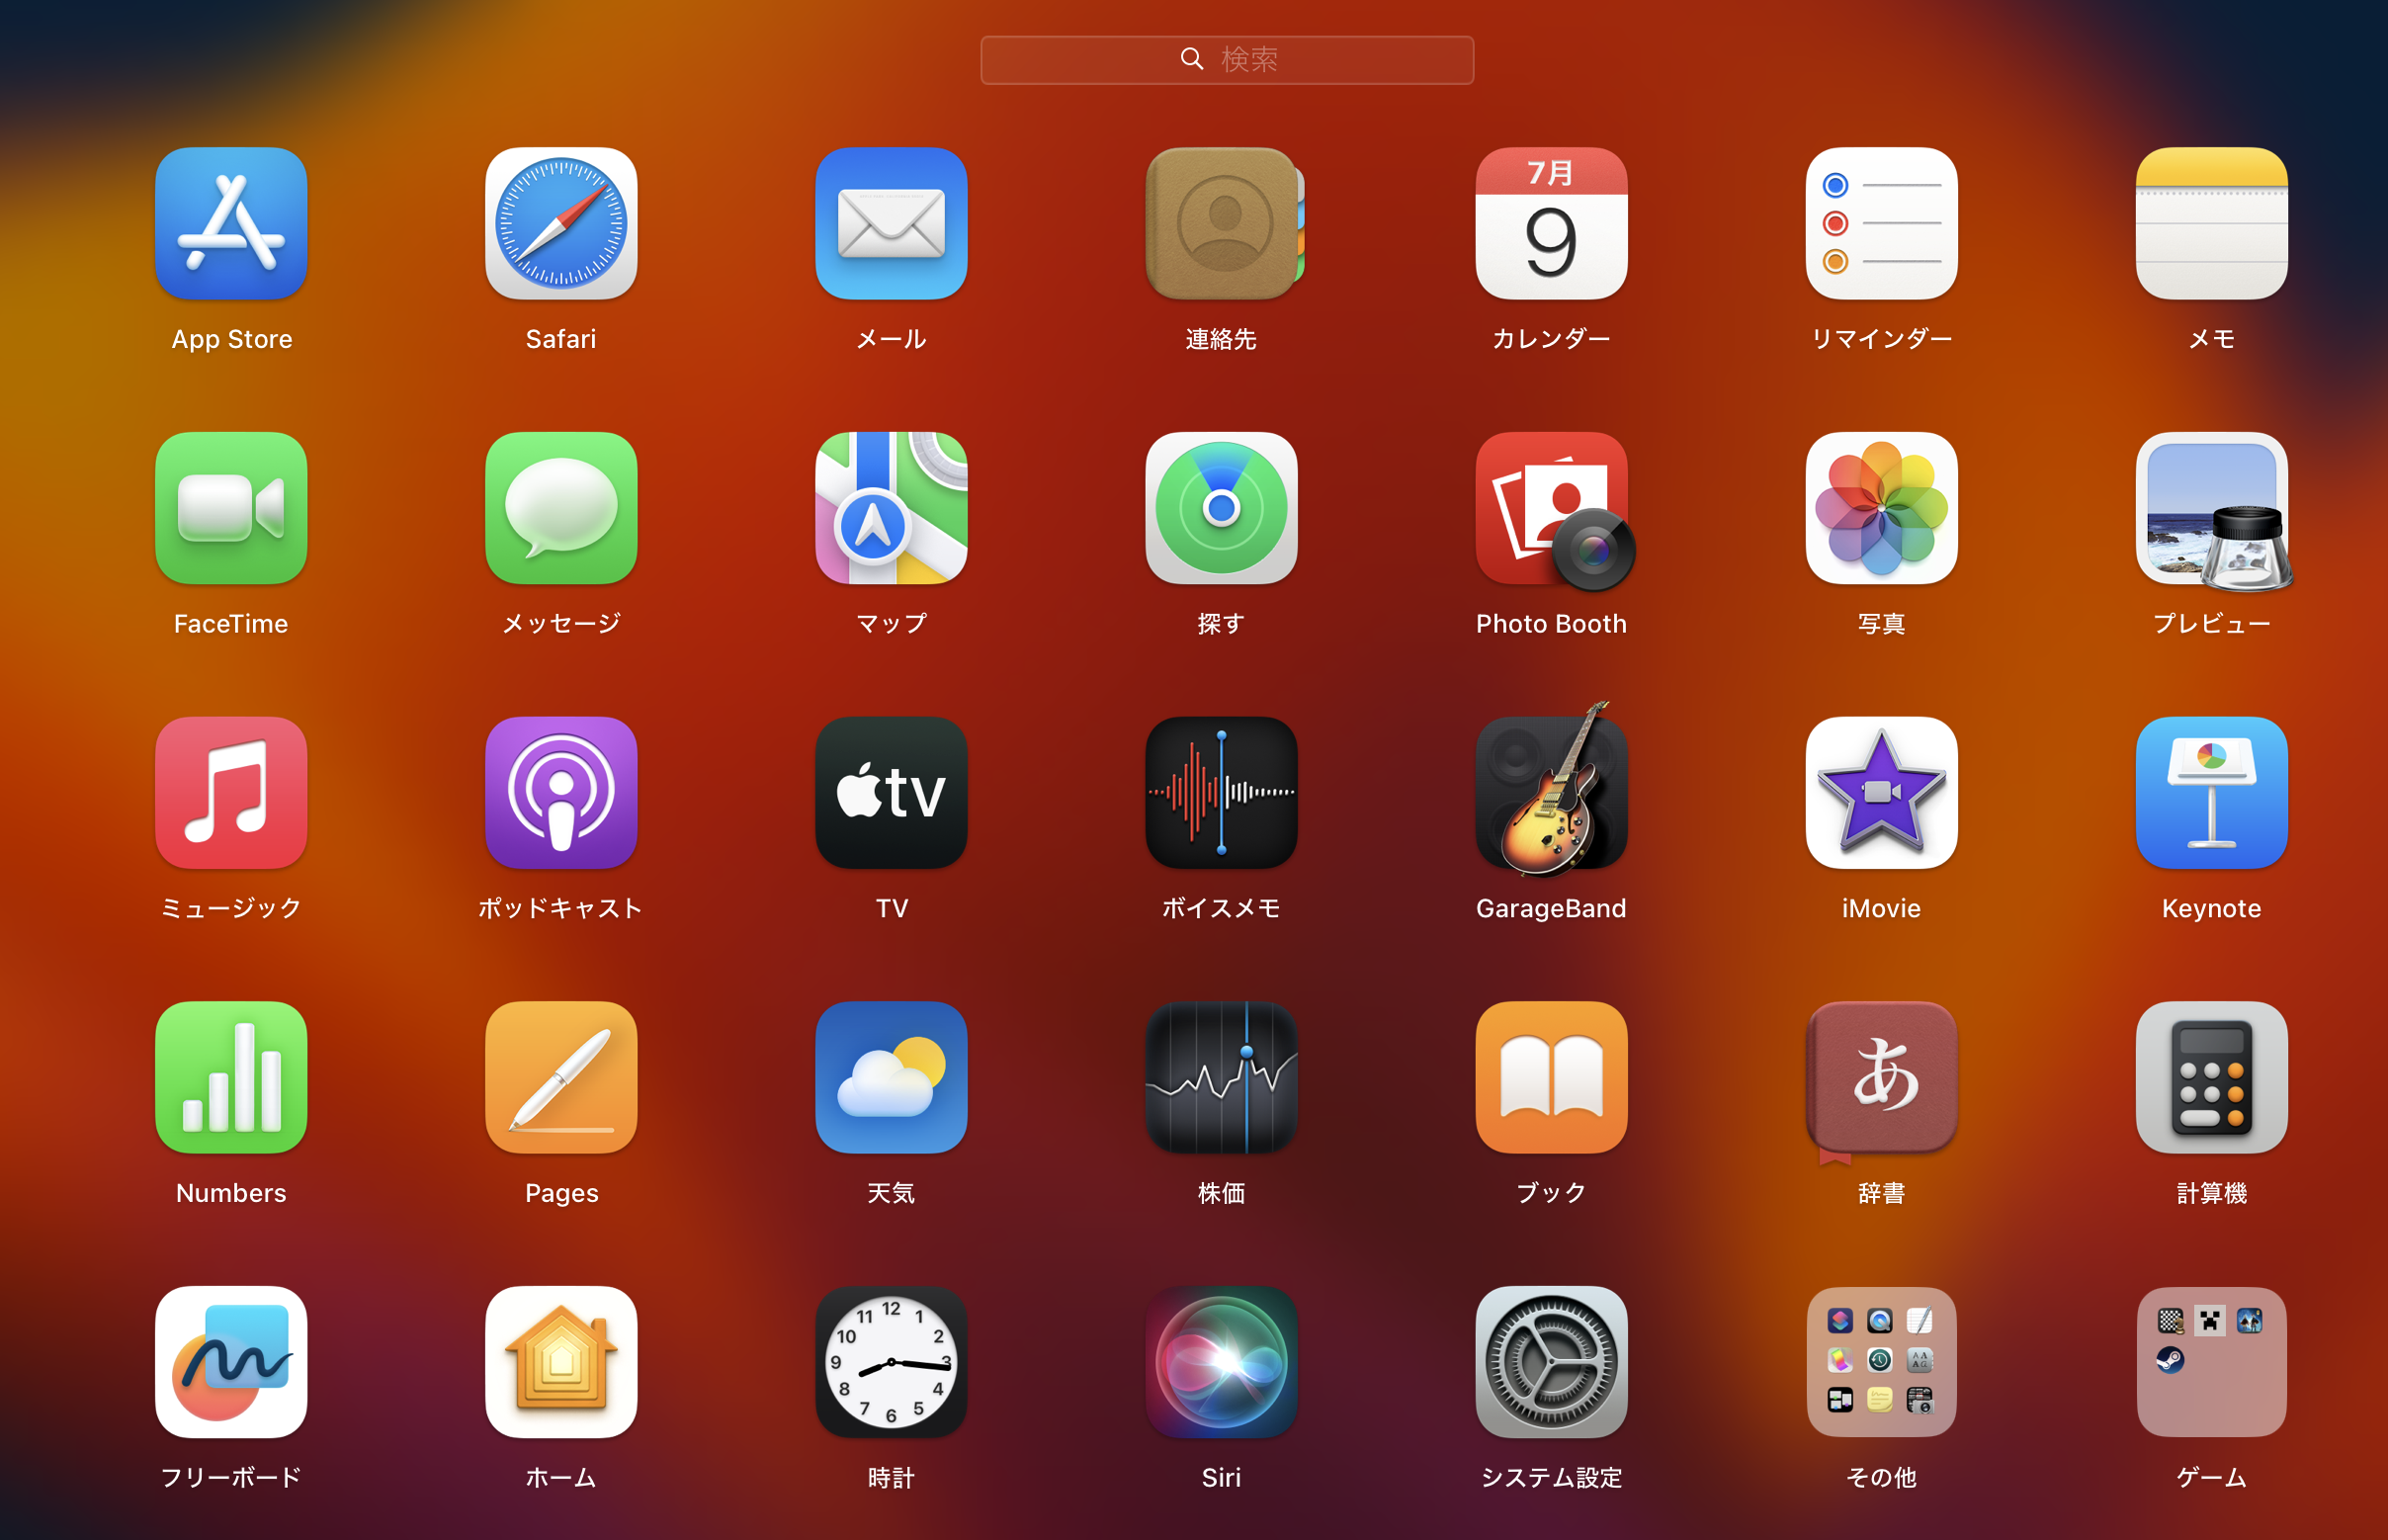 検索
7月
9
App Store
Safari
メール
連絡先
カレンダー
リマインダー
メモ
FaceTime
メッセージ
マップ
探す
Photo Booth
写真
プレビュー
tv
ミュージック
ポッドキャスト
TV
ボイスメモ
GarageBand
iMovie
Keynote
あ
Numbers
Pages
天気
株価
ブック
辞書
計算機
12
11 1
10 2
9 3
8 4
7 5
6
フリーボード
ホーム
時計
Siri
システム設定
その他
ゲーム